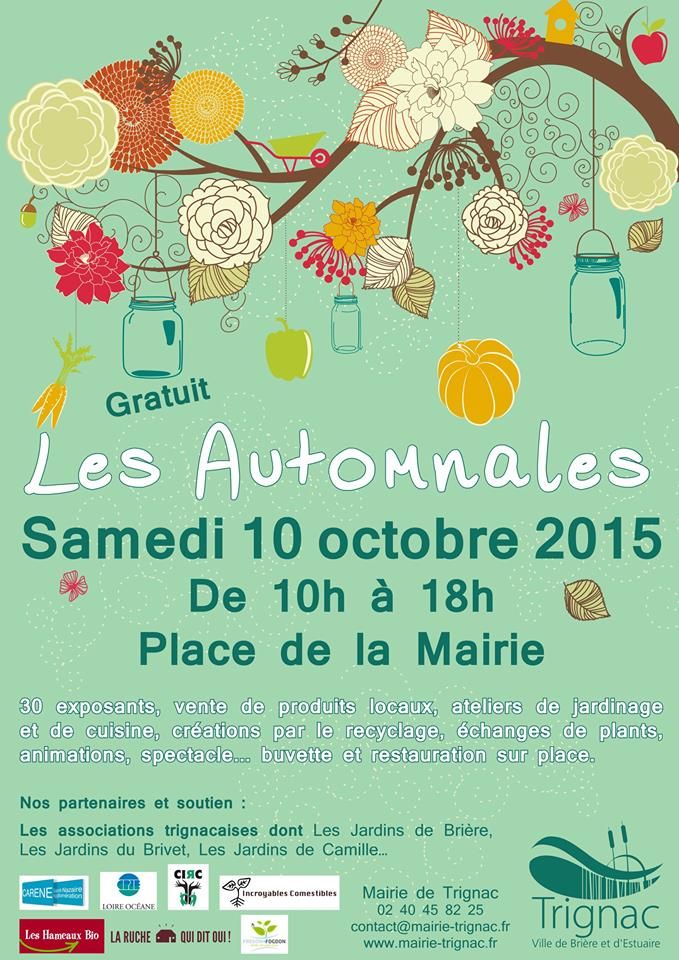 Gratuit
Les Automnales
Samedi 10 octobre 2015
De 10h à 18h
Place de la Mairie
30 exposants, vente de produits locaux, ateliers de jardinage
et de cuisine, créations par le recyclage, échanges de plants,
animations, spectacle... buvette et restauration sur place.
Nos partenaires et soutien :
Les associations trignacaises dont Les Jardins de Brière,
Les Jardins du Brivet, Les Jardins de Camille...
CARENE Saint-Nazaire agglomération
CPIE
LOIRE OCÉANE
CIRC
Incroyables Comestibles
Les Hameaux Bio
LA RUCHE QUI DIT OUI !
Mairie de Trignac
02 40 45 82 25
contact@mairie-trignac.fr
www.mairie-trignac.fr
Trignac
Ville de Brière et d'Estuaire